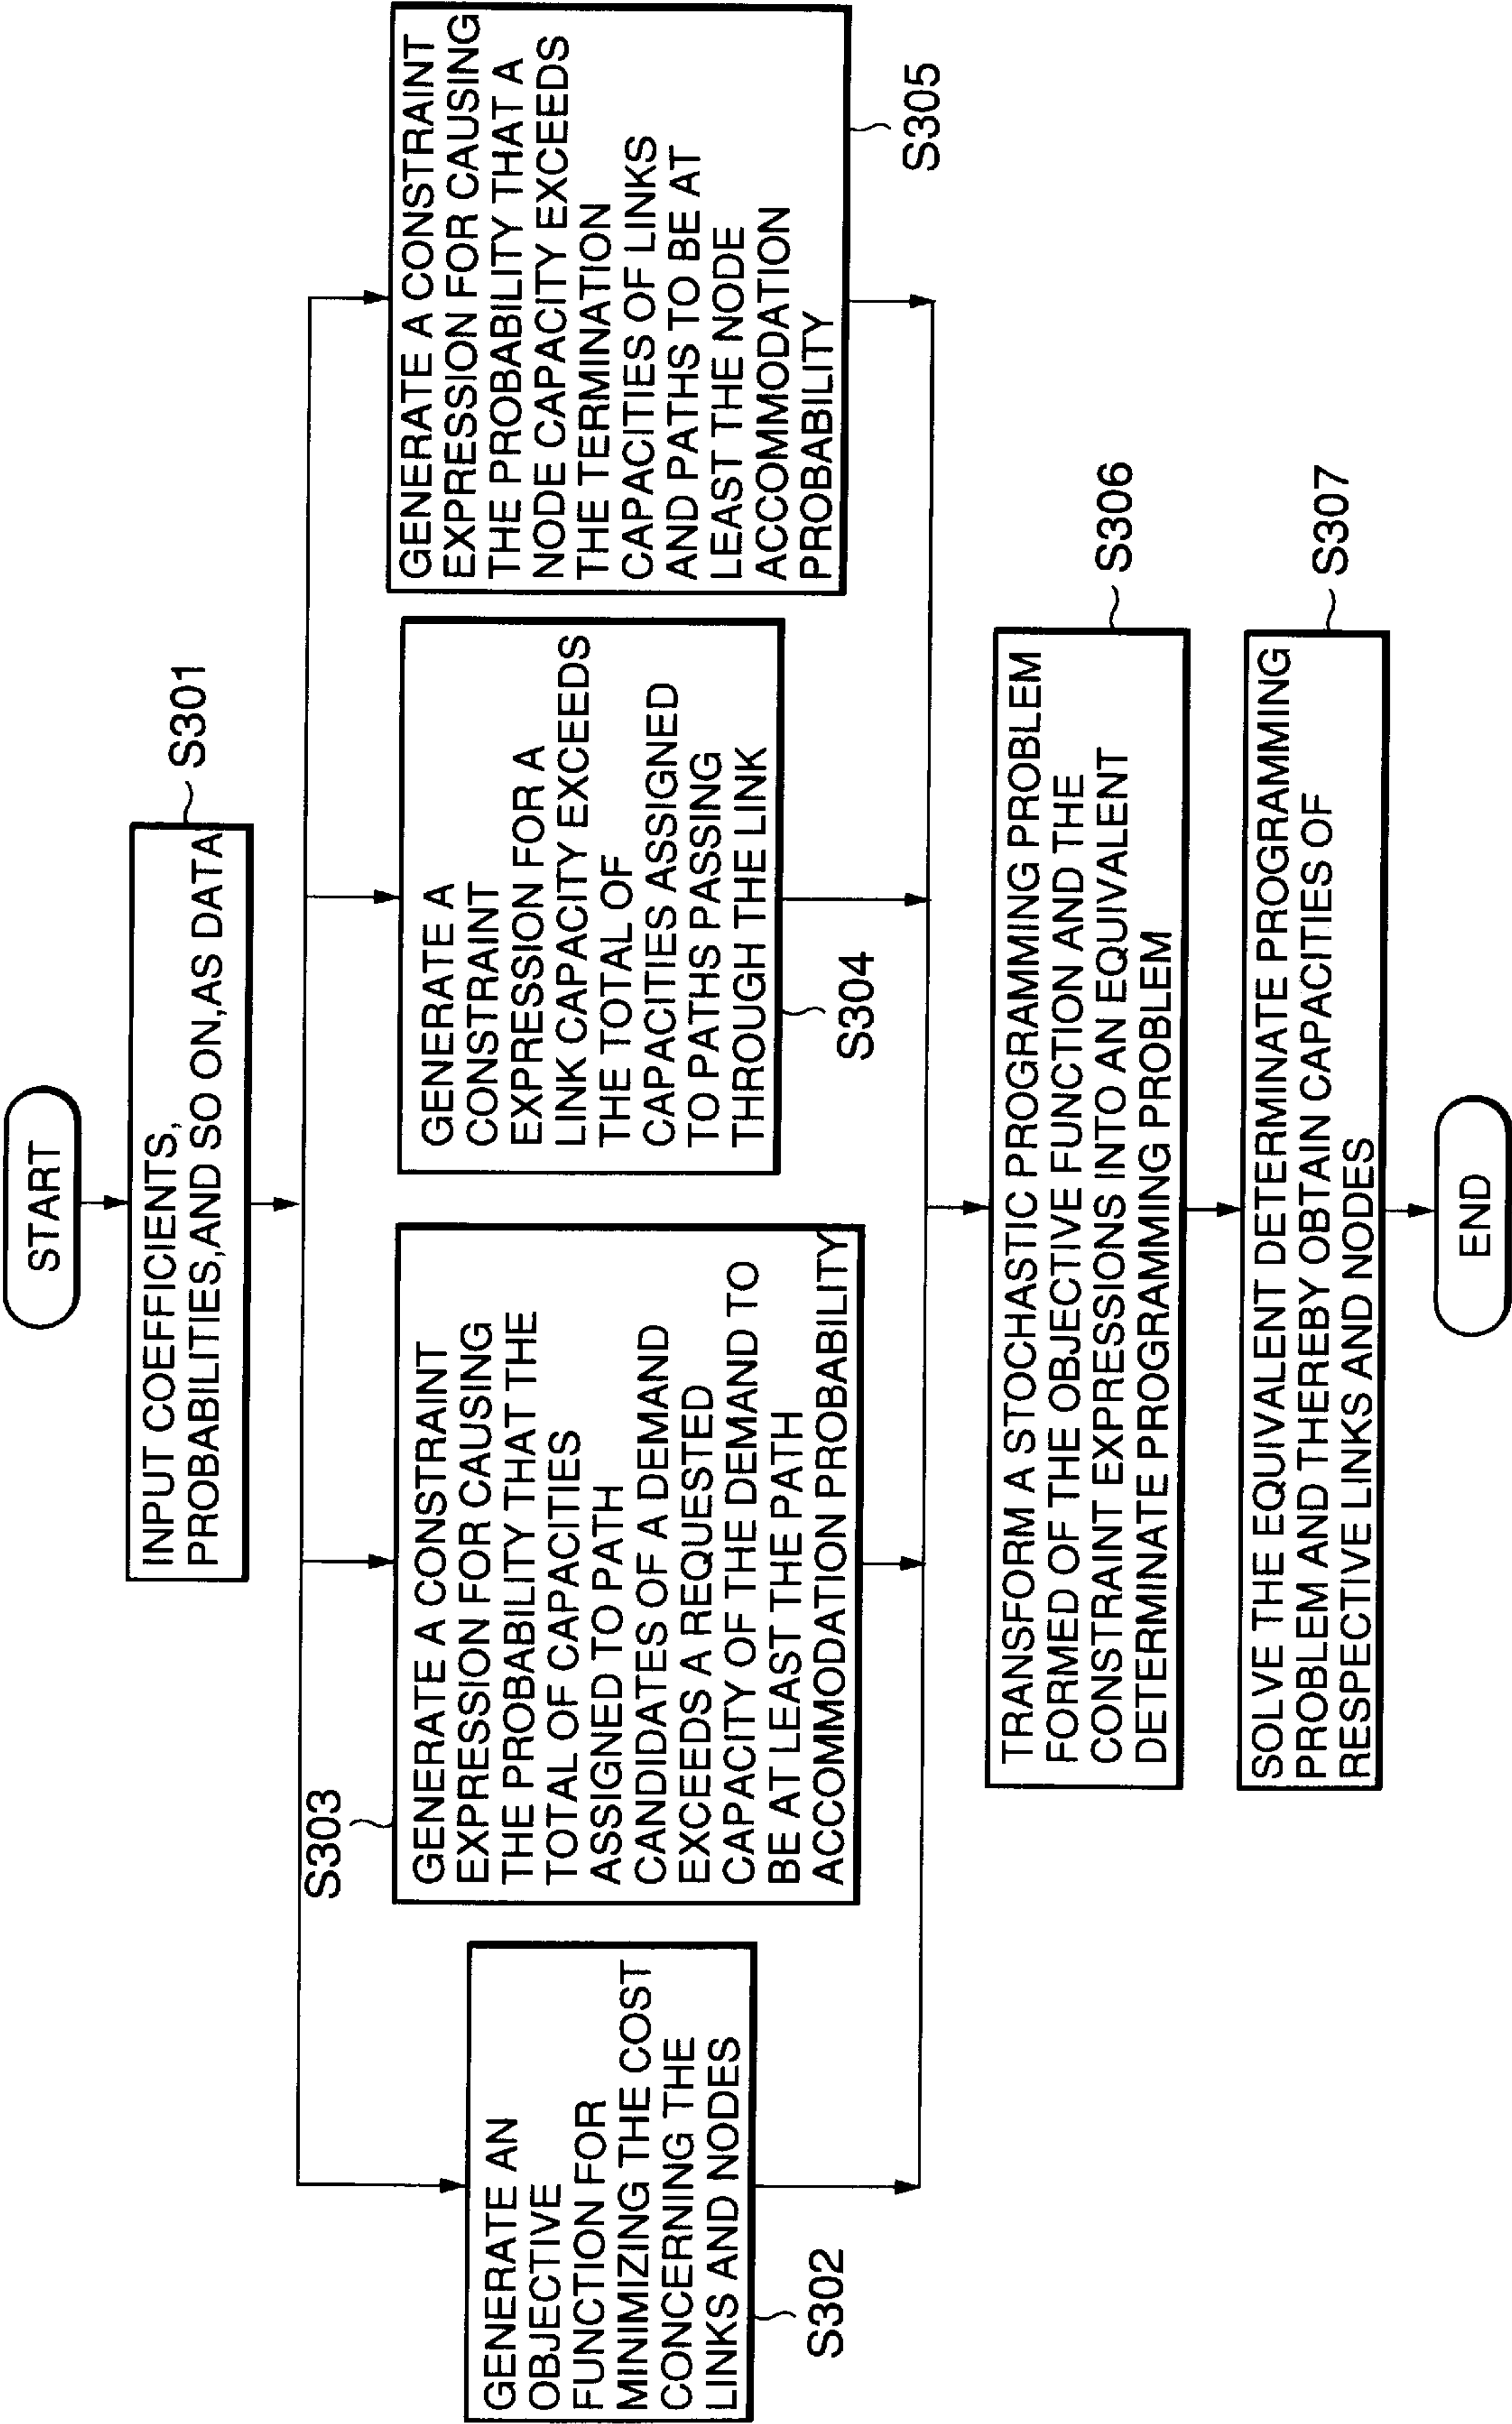 START
INPUT COEFFICIENTS,
PROBABILITIES,AND SO ON,AS DATA
S301
GENERATE AN
OBJECTIVE
FUNCTION FOR
MINIMIZING THE COST
CONCERNING THE
LINKS AND NODES
S302
S303
GENERATE A CONSTRAINT
EXPRESSION FOR CAUSING
THE PROBABILITY THAT THE
TOTAL OF CAPACITIES
ASSIGNED TO PATH
CANDIDATES OF A DEMAND
EXCEEDS A REQUESTED
CAPACITY OF THE DEMAND TO
BE AT LEAST THE PATH
ACCOMMODATION PROBABILITY
GENERATE A
CONSTRAINT
EXPRESSION FOR A
LINK CAPACITY EXCEEDS
THE TOTAL OF
CAPACITIES ASSIGNED
TO PATHS PASSING
THROUGH THE LINK
S304
GENERATE A CONSTRAINT
EXPRESSION FOR CAUSING
THE PROBABILITY THAT A
NODE CAPACITY EXCEEDS
THE TERMINATION
CAPACITIES OF LINKS
AND PATHS TO BE AT
LEAST THE NODE
ACCOMMODATION
PROBABILITY
S305
TRANSFORM A STOCHASTIC PROGRAMMING PROBLEM
FORMED OF THE OBJECTIVE FUNCTION AND THE
CONSTRAINT EXPRESSIONS INTO AN EQUIVALENT
DETERMINATE PROGRAMMING PROBLEM
S306
SOLVE THE EQUIVALENT DETERMINATE PROGRAMMING
PROBLEM AND THEREBY OBTAIN CAPACITIES OF
RESPECTIVE LINKS AND NODES
S307
END